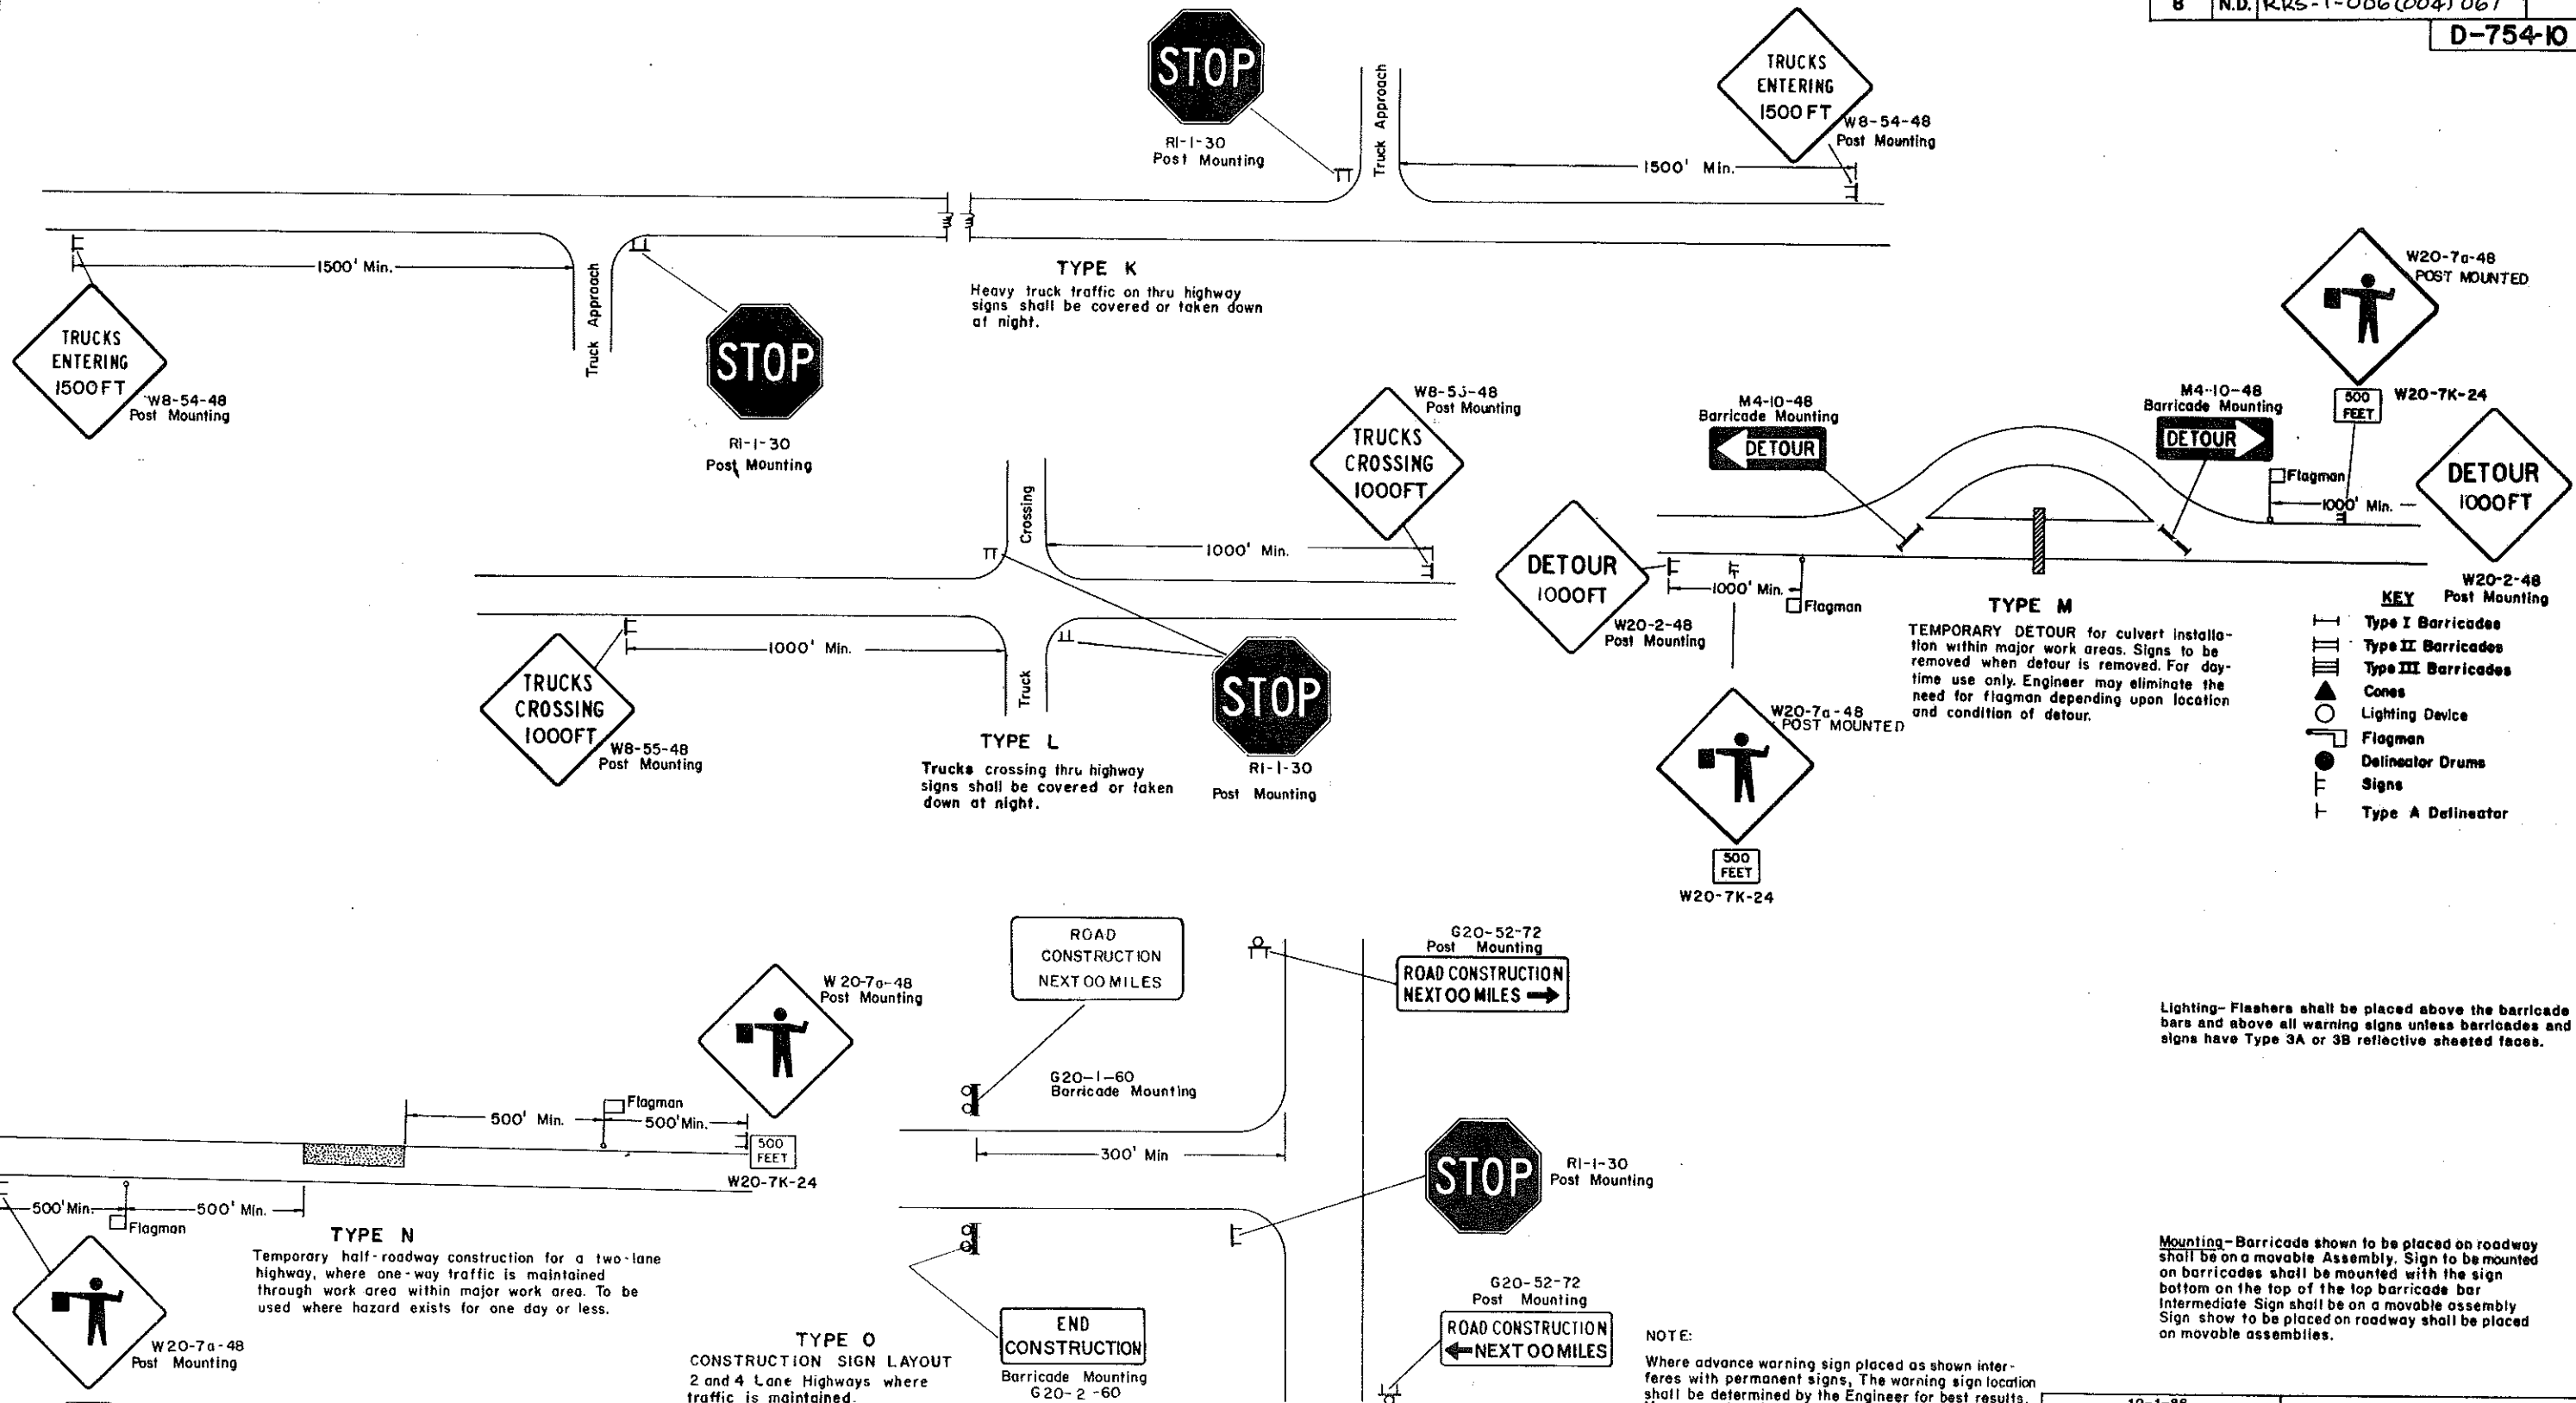 8 N.D. RRS-1-006(004)067
D-754-10
STOP
R1-1-30
Post Mounting
Truck Approach
TRUCKS
ENTERING
1500 FT
W8-54-48
Post Mounting
1500' Min.
1500' Min.
Truck Approach
TRUCKS
ENTERING
1500 FT
W8-54-48
Post Mounting
STOP
R1-1-30
Post Mounting
TYPE K
Heavy truck traffic on thru highway
signs shall be covered or taken down
at night.
W8-55-48
Post Mounting
TRUCKS
CROSSING
1000 FT
Crossing
1000' Min.
1000' Min.
TRUCKS
CROSSING
1000 FT
W8-55-48
Post Mounting
Truck
STOP
R1-1-30
Post Mounting
TYPE L
Trucks crossing thru highway
signs shall be covered or taken
down at night.
W20-7a-48
POST MOUNTED
500
FEET
W20-7K-24
M4-10-48
Barricade Mounting
DETOUR
M4-10-48
Barricade Mounting
DETOUR
Flagman
1000' Min.
DETOUR
1000 FT
W20-2-48
Post Mounting
DETOUR
1000 FT
W20-2-48
Post Mounting
1000' Min.
Flagman
W20-7a-48
POST MOUNTED
500
FEET
W20-7K-24
TYPE M
TEMPORARY DETOUR for culvert installa-
tion within major work areas. Signs to be
removed when detour is removed. For day-
time use only. Engineer may eliminate the
need for flagman depending upon location
and condition of detour.
KEY
Type I Barricades
Type II Barricades
Type III Barricades
Cones
Lighting Device
Flagman
Delineator Drums
Signs
Type A Delineator
W20-7a-48
Post Mounting
500' Min.
Flagman
500' Min.
500
FEET
W20-7K-24
500' Min.
500' Min.
Flagman
TYPE N
Temporary half-roadway construction for a two-lane
highway, where one-way traffic is maintained
through work area within major work area. To be
used where hazard exists for one day or less.
W20-7a-48
Post Mounting
ROAD
CONSTRUCTION
NEXT 00 MILES
G20-1-60
Barricade Mounting
300' Min
G20-52-72
Post Mounting
ROAD CONSTRUCTION
NEXT 00 MILES
STOP
R1-1-30
Post Mounting
TYPE O
CONSTRUCTION SIGN LAYOUT
2 and 4 Lane Highways where
traffic is maintained.
END
CONSTRUCTION
Barricade Mounting
G20-2-60
G20-52-72
Post Mounting
ROAD CONSTRUCTION
NEXT 00 MILES
Lighting-Flashers shall be placed above the barricade
bars and above all warning signs unless barricades and
signs have Type 3A or 3B reflective sheeted faces.
Mounting-Barricade shown to be placed on roadway
shall be on a movable Assembly. Sign to be mounted
on barricades shall be mounted with the sign
bottom on the top of the top barricade bar
Intermediate Sign shall be on a movable assembly
Sign show to be placed on roadway shall be placed
on movable assemblies.
NOTE:
Where advance warning sign placed as shown inter-
feres with permanent signs, The warning sign location
shall be determined by the Engineer for best results.